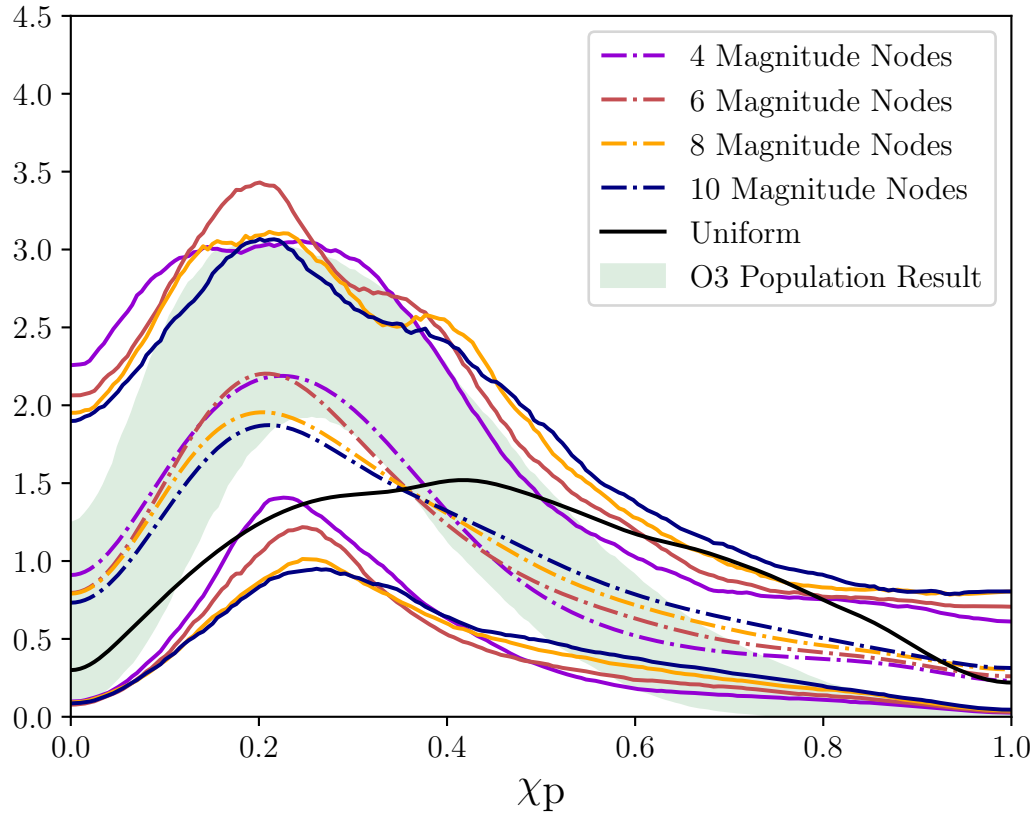 4.5
4.0
3.5
3.0
2.5
2.0
1.5
1.0
0.5
0.0
4 Magnitude Nodes
6 Magnitude Nodes
8 Magnitude Nodes
10 Magnitude Nodes
Uniform
O3 Population Result
0.0 0.2 0.4 0.6 0.8 1.0
χp